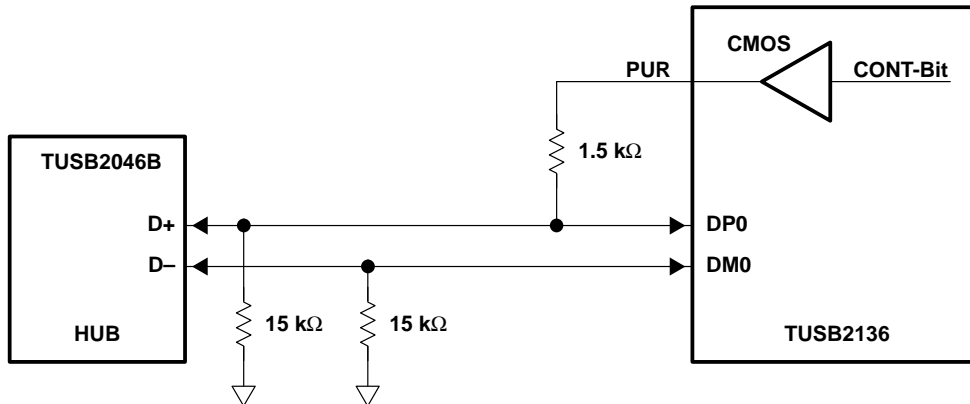 CMOS
PUR
CONT-Bit
TUSB2046B
1.5 kΩ
D+
DP0
D–
DM0
15 kΩ
15 kΩ
HUB
TUSB2136